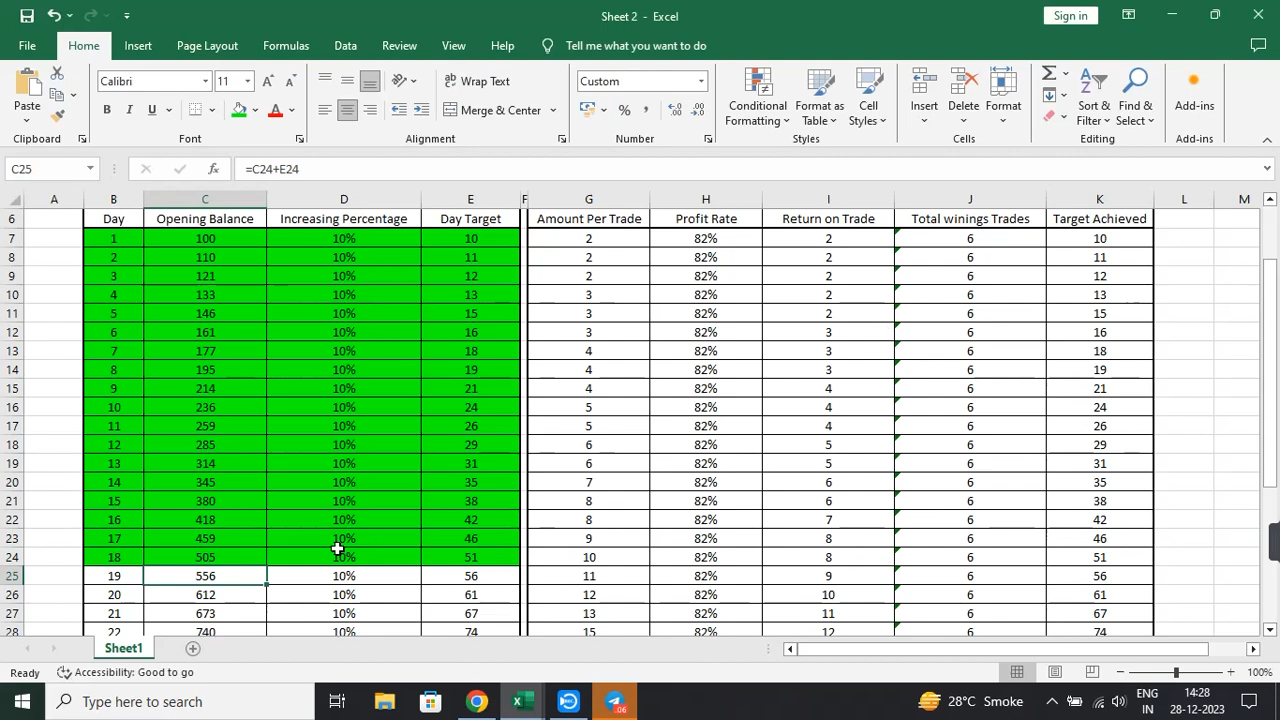 Sheet 2 - Excel
Sign in
File Home Insert Page Layout Formulas Data Review View Help Tell me what you want to do
Paste
Calibri 11
B I U
Wrap Text
Merge & Center
Custom
Conditional Formatting
Format as Table
Cell Styles
Insert Delete Format
Sort & Filter
Find & Select
Add-ins
Clipboard Font Alignment Number Styles Cells Editing Add-ins
C25 fx =C24+E24
A B C D E F G H I J K L M
6 Day Opening Balance Increasing Percentage Day Target Amount Per Trade Profit Rate Return on Trade Total winings Trades Target Achieved
7 1 100 10% 10 2 82% 2 6 10
8 2 110 10% 11 2 82% 2 6 11
9 3 121 10% 12 2 82% 2 6 12
10 4 133 10% 13 3 82% 2 6 13
11 5 146 10% 15 3 82% 2 6 15
12 6 161 10% 16 3 82% 3 6 16
13 7 177 10% 18 4 82% 3 6 18
14 8 195 10% 19 4 82% 3 6 19
15 9 214 10% 21 4 82% 4 6 21
16 10 236 10% 24 5 82% 4 6 24
17 11 259 10% 26 5 82% 4 6 26
18 12 285 10% 29 6 82% 5 6 29
19 13 314 10% 31 6 82% 5 6 31
20 14 345 10% 35 7 82% 6 6 35
21 15 380 10% 38 8 82% 6 6 38
22 16 418 10% 42 8 82% 7 6 42
23 17 459 10% 46 9 82% 8 6 46
24 18 505 10% 51 10 82% 8 6 51
25 19 556 10% 56 11 82% 9 6 56
26 20 612 10% 61 12 82% 10 6 61
27 21 673 10% 67 13 82% 11 6 67
28 22 740 10% 74 15 82% 12 6 74
Sheet1
Ready Accessibility: Good to go 100%
Type here to search
.06
28°C Smoke
ENG
IN
14:28
28-12-2023